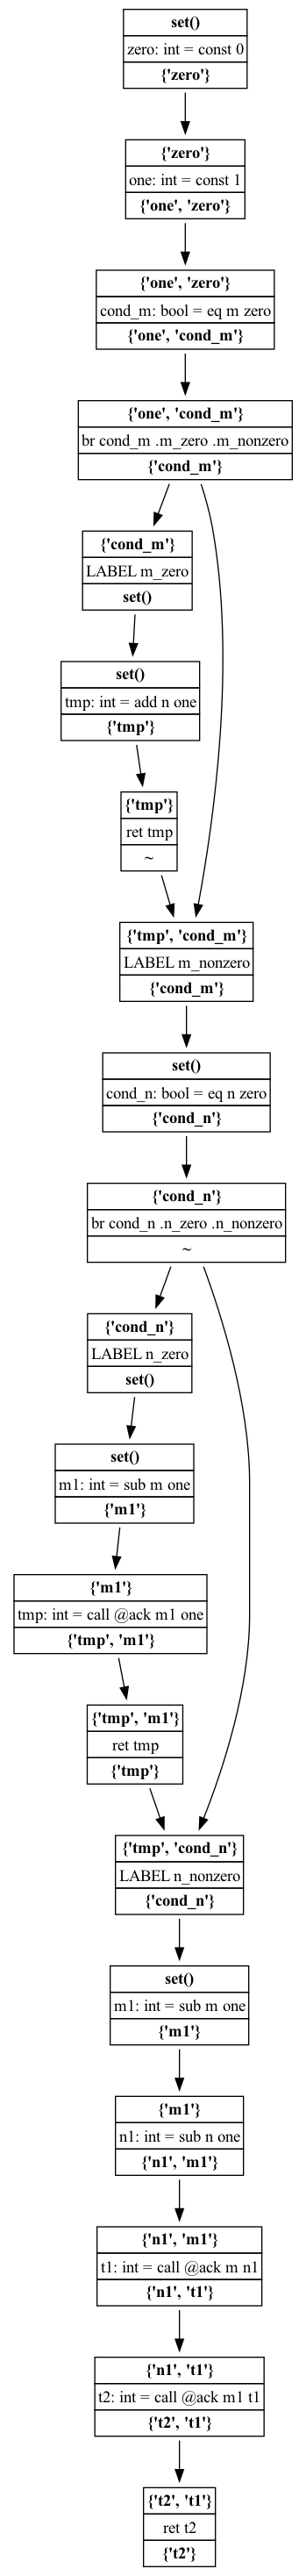 set()
zero: int = const 0
{'zero'}
{'zero'}
one: int = const 1
{'one', 'zero'}
{'one', 'zero'}
cond_m: bool = eq m zero
{'one', 'cond_m'}
{'one', 'cond_m'}
br cond_m .m_zero .m_nonzero
{'cond_m'}
{'cond_m'}
LABEL m_zero
set()
set()
tmp: int = add n one
{'tmp'}
{'tmp'}
ret tmp
~
{'tmp', 'cond_m'}
LABEL m_nonzero
{'cond_m'}
set()
cond_n: bool = eq n zero
{'cond_n'}
{'cond_n'}
br cond_n .n_zero .n_nonzero
~
{'cond_n'}
LABEL n_zero
set()
set()
m1: int = sub m one
{'m1'}
{'m1'}
tmp: int = call @ack m1 one
{'tmp', 'm1'}
{'tmp', 'm1'}
ret tmp
{'tmp'}
{'tmp', 'cond_n'}
LABEL n_nonzero
{'cond_n'}
set()
m1: int = sub m one
{'m1'}
{'m1'}
n1: int = sub n one
{'n1', 'm1'}
{'n1', 'm1'}
t1: int = call @ack m n1
{'n1', 't1'}
{'n1', 't1'}
t2: int = call @ack m1 t1
{'t2', 't1'}
{'t2', 't1'}
ret t2
{'t2'}